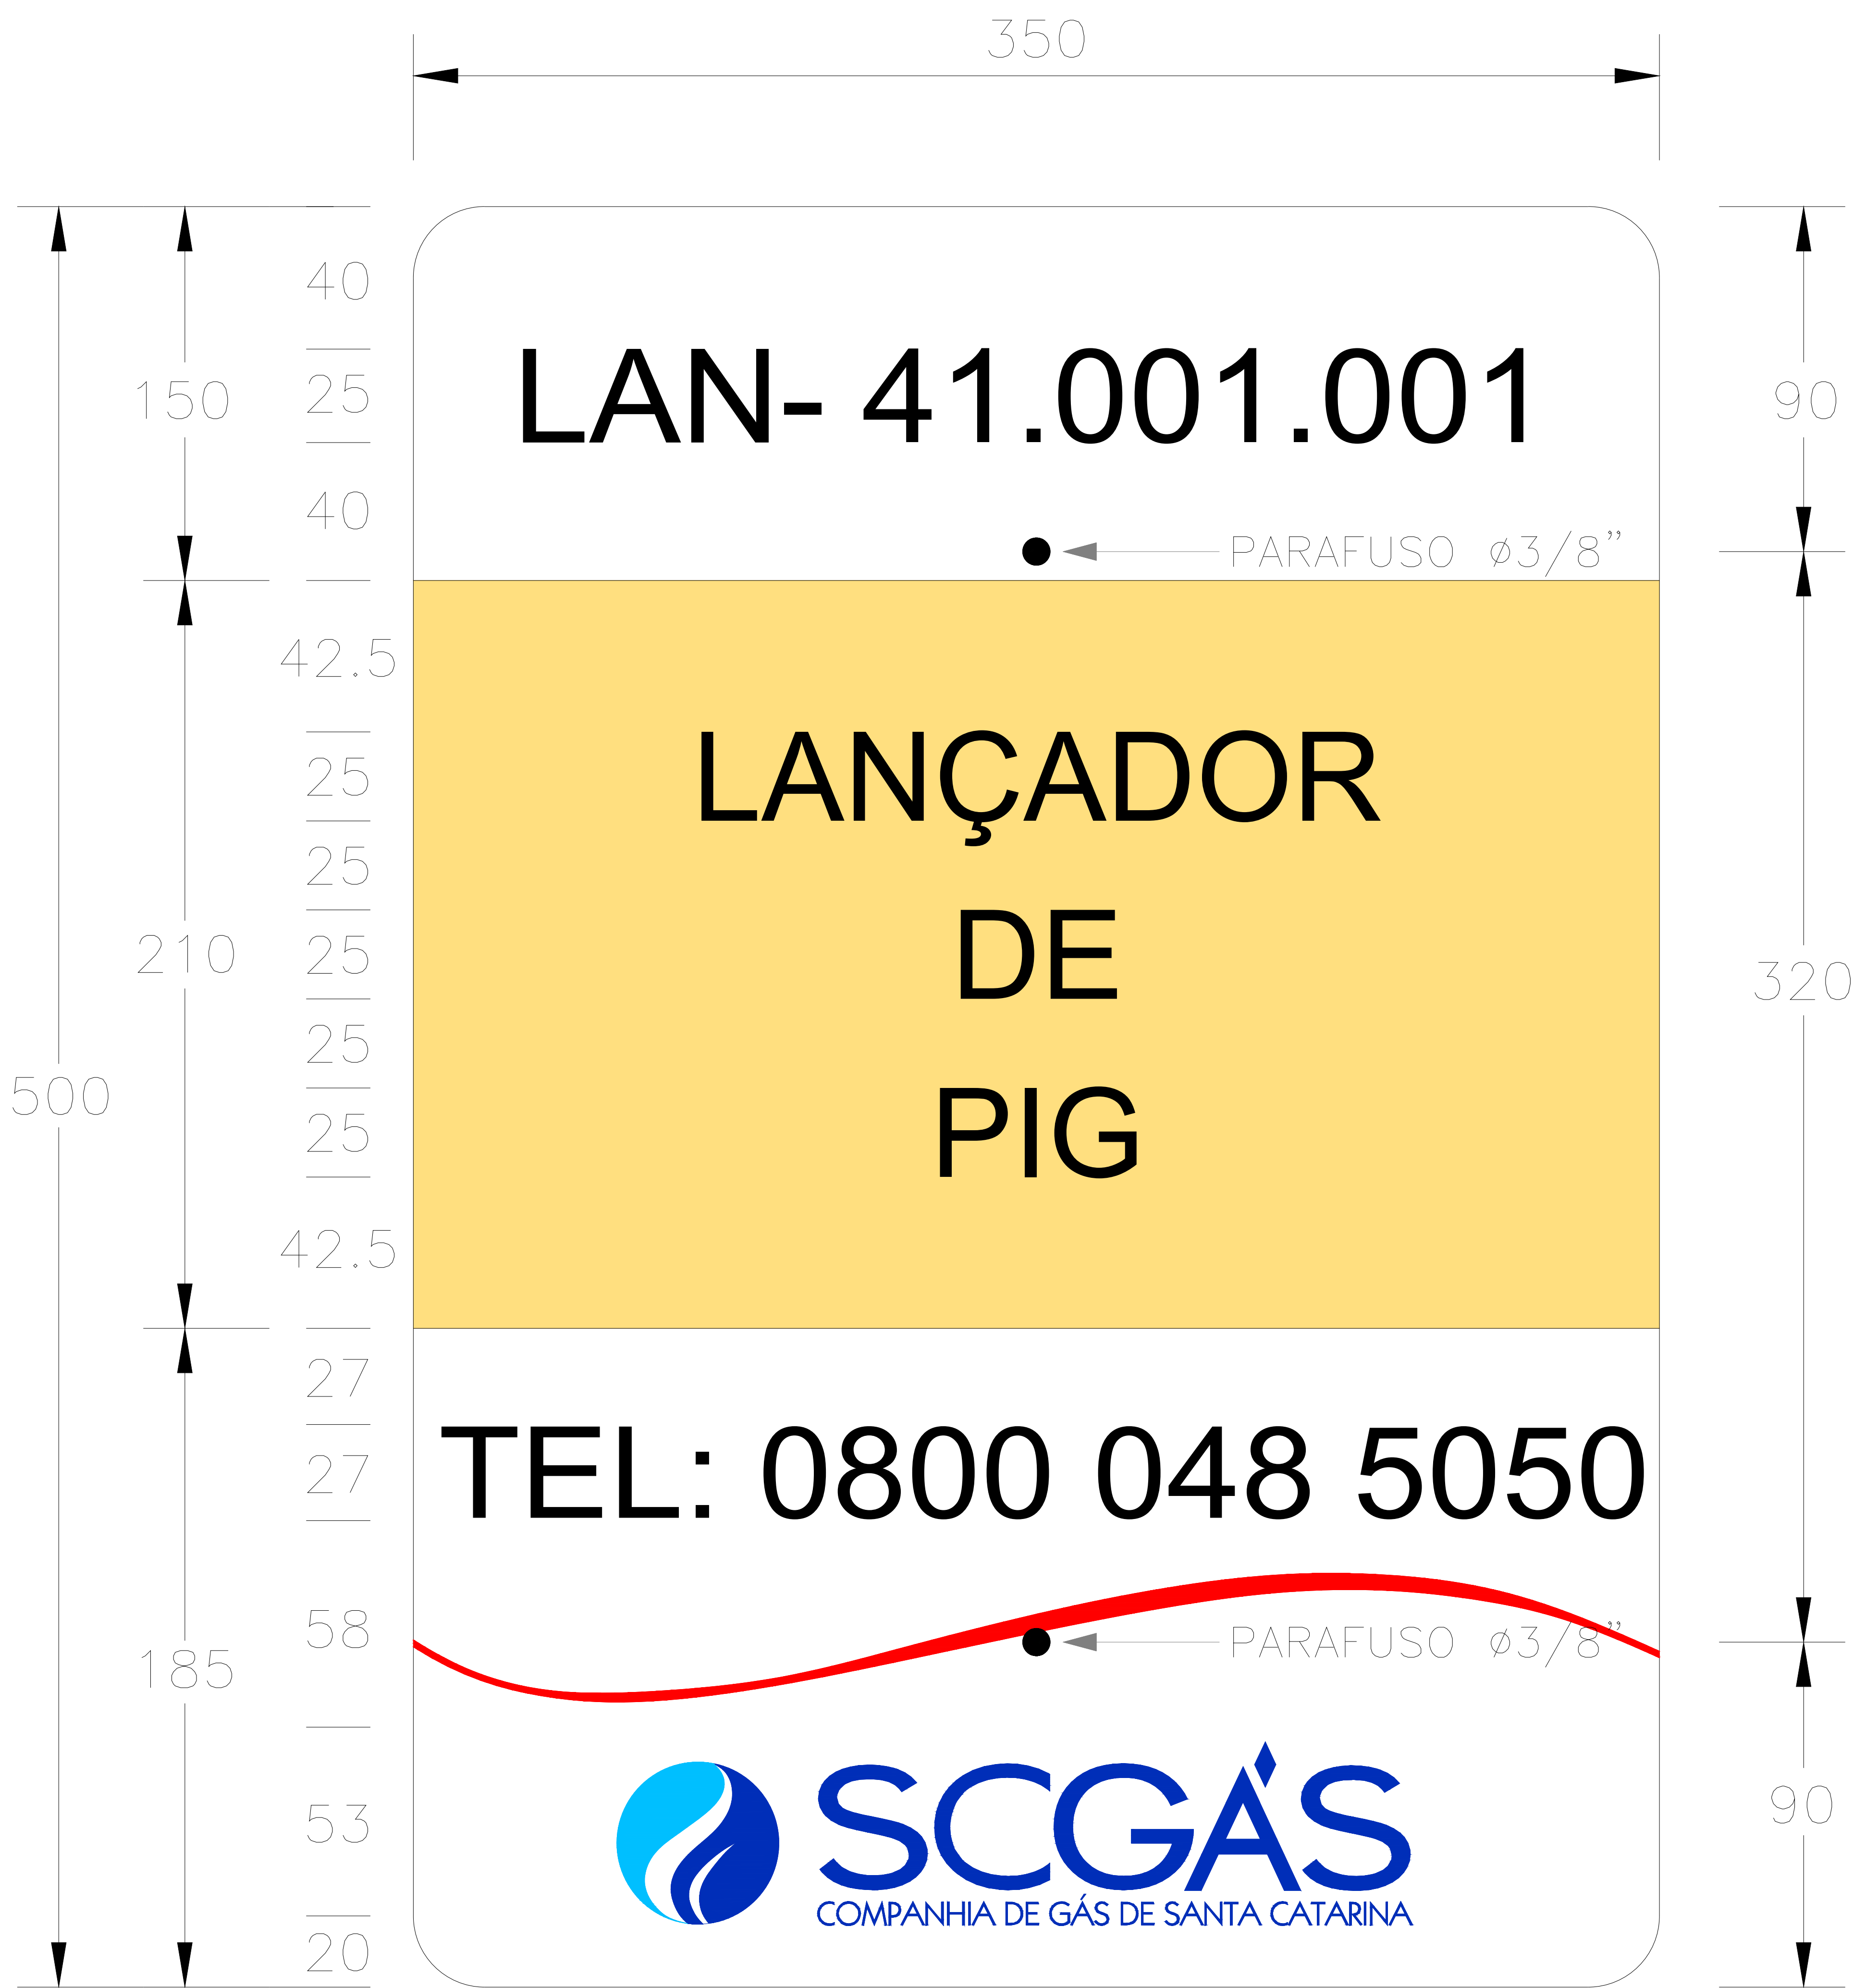 350
40
150
25
90
LAN- 41.001.001
40
PARAFUSO ø3/8”
42.5
25
LANÇADOR
25
210
25
DE
320
25
500
25
PIG
42.5
27
27
TEL: 0800 048 5050
58
185
PARAFUSO ø3/8”
53
90
SCGÁS
COMPANHIA DE GÁS DE SANTA CATARINA
20